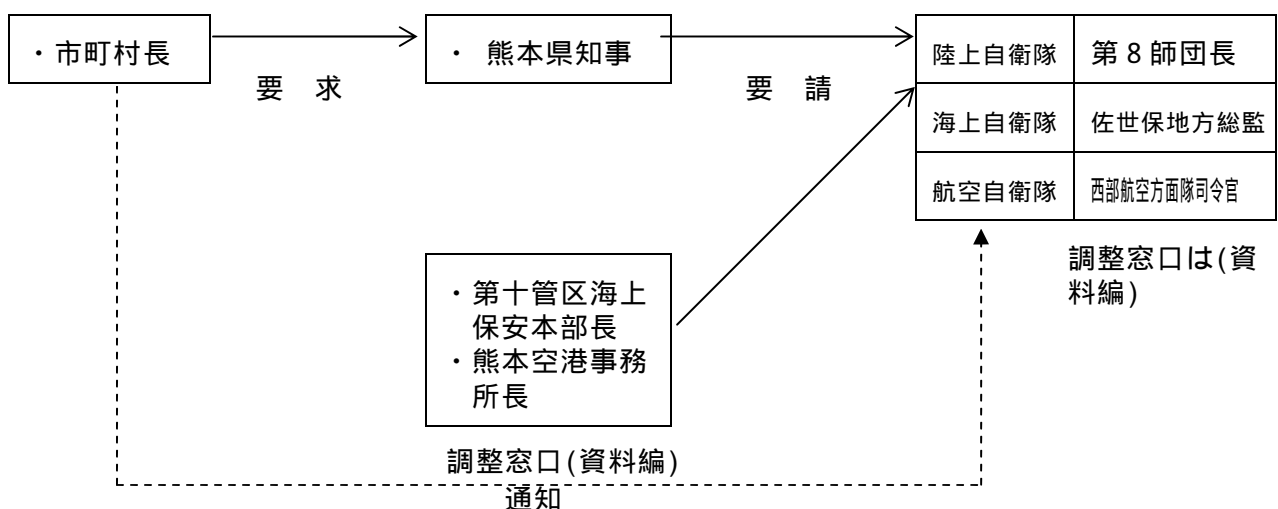 ・市町村長
要 求
・ 熊本県知事
要 請
陸上自衛隊 第8師団長
海上自衛隊 佐世保地方総監
航空自衛隊 西部航空方面隊司令官
調整窓口は(資
料編)
・第十管区海上
保安本部長
・熊本空港事務
所長
調整窓口(資料編)
通知